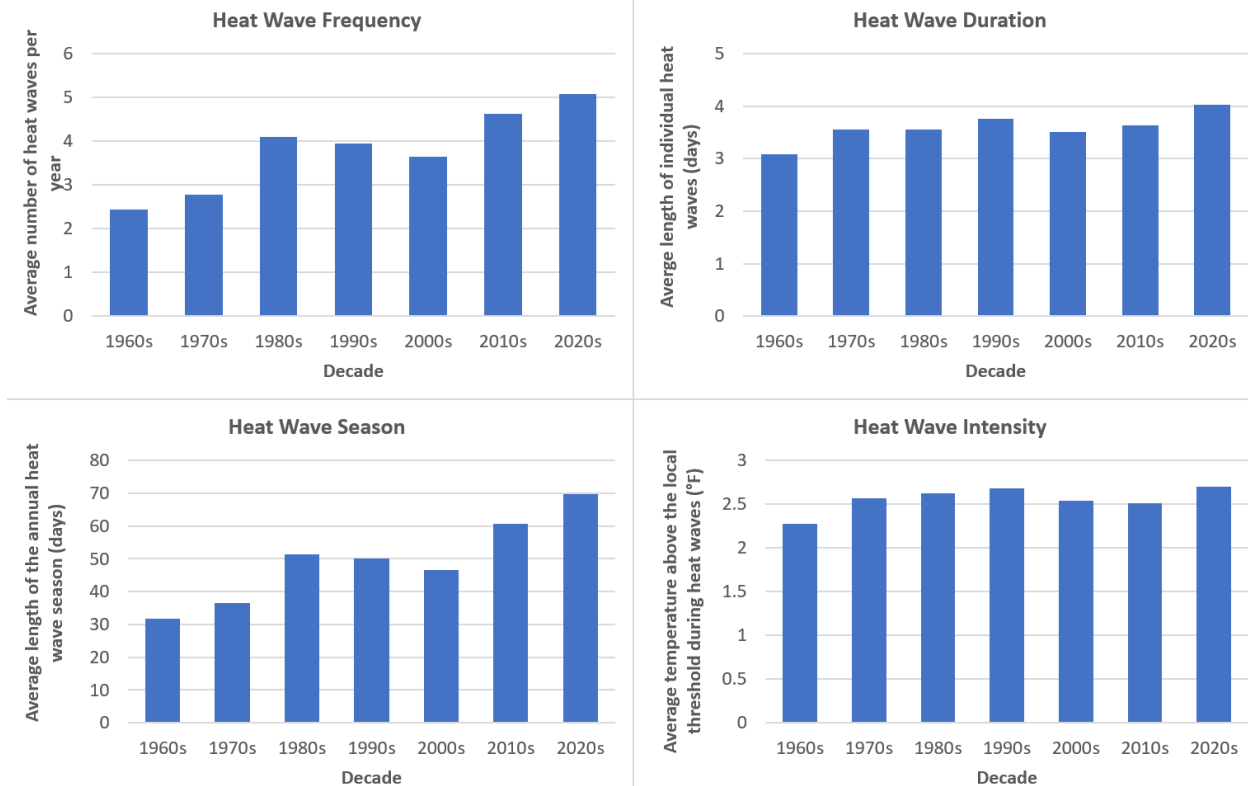 Heat Wave Frequency
Average number of heat waves per
year
6
5
4
3
2
1
0
1960s 1970s 1980s 1990s 2000s 2010s 2020s
Decade
Heat Wave Duration
Averge length of individual heat
waves (days)
5
4
3
2
1
0
1960s 1970s 1980s 1990s 2000s 2010s 2020s
Decade
Heat Wave Season
Average length of the annual heat
wave season (days)
80
70
60
50
40
30
20
10
0
1960s 1970s 1980s 1990s 2000s 2010s 2020s
Decade
Heat Wave Intensity
Average temperature above the local
threshold during heat waves (°F)
3
2.5
2
1.5
1
0.5
0
1960s 1970s 1980s 1990s 2000s 2010s 2020s
Decade